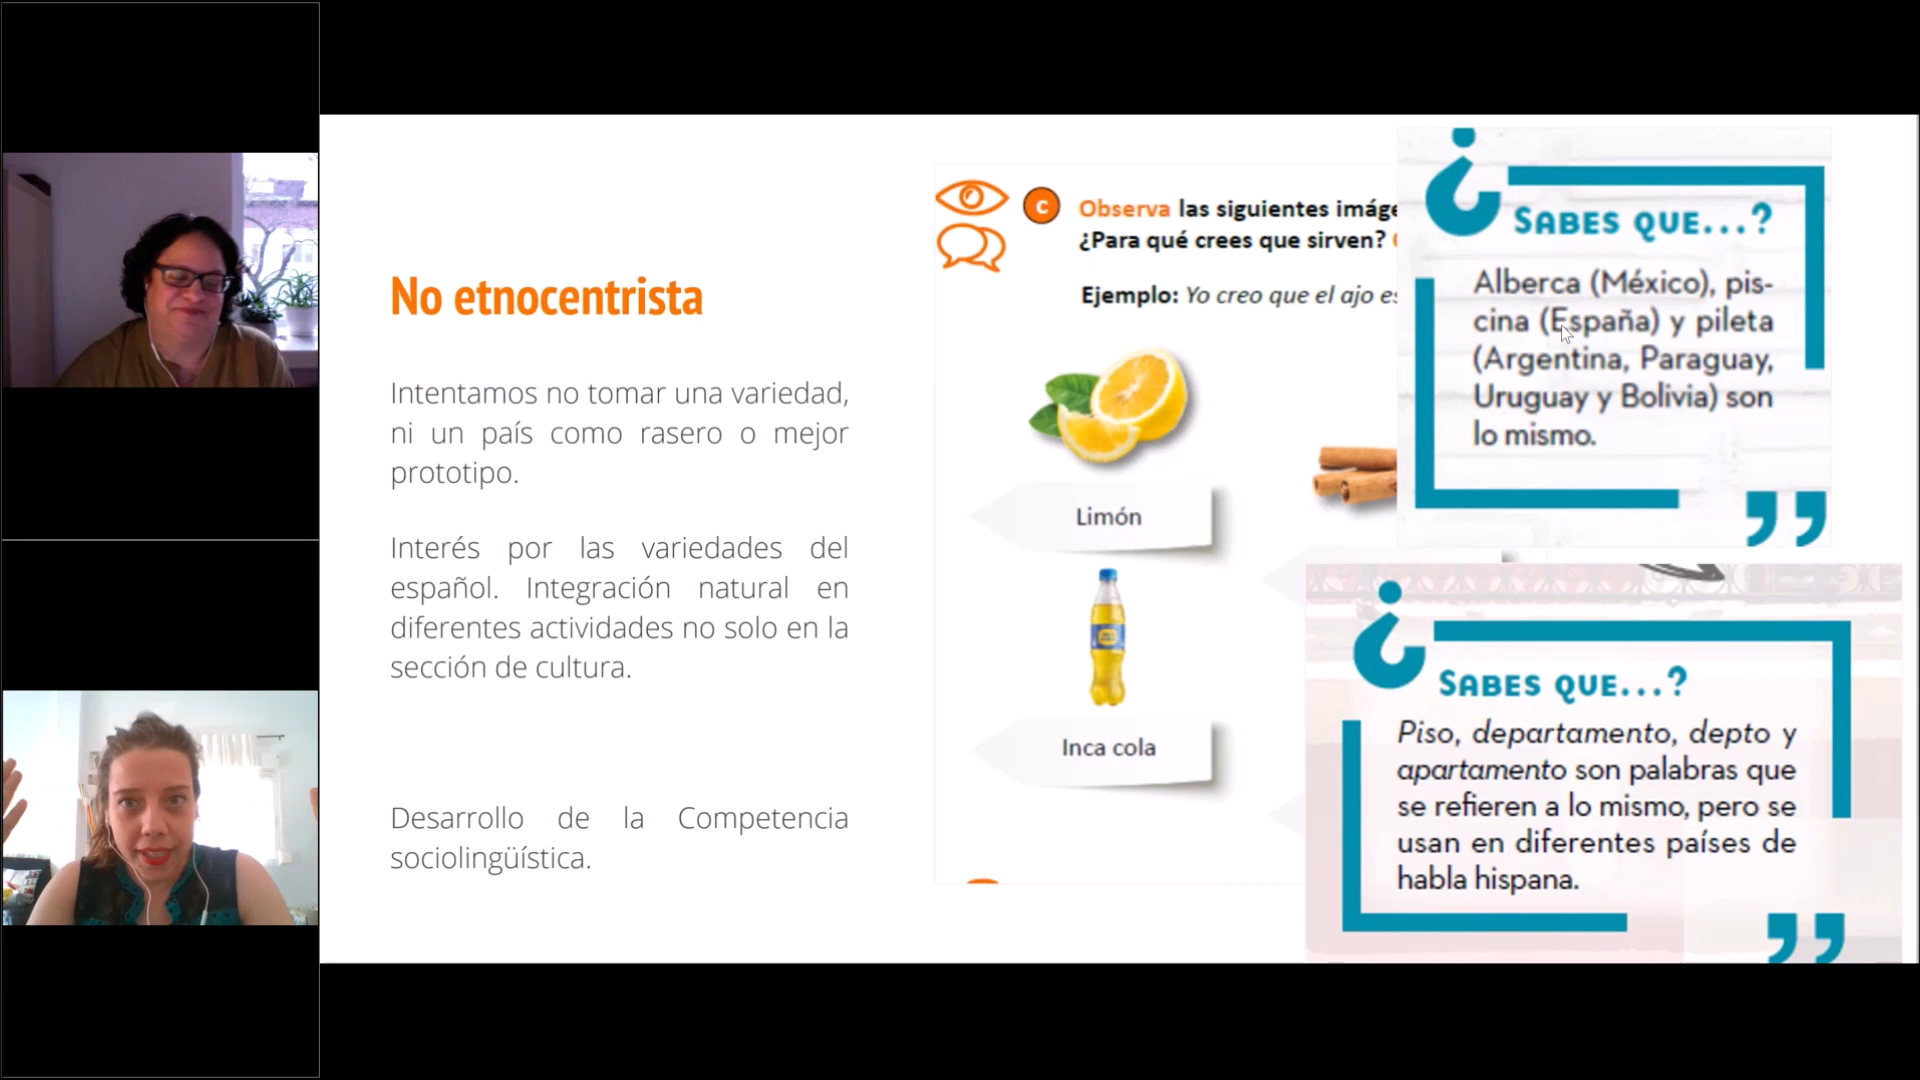 No etnocentrista
Intentamos no tomar una variedad,
ni un país como rasero o mejor
prototipo.
Interés por las variedades del
español. Integración natural en
diferentes actividades no solo en la
sección de cultura.
Desarrollo de la Competencia
sociolingüística.
C
Observa las siguientes imáge
¿Para qué crees que sirven?
Ejemplo: Yo creo que el ajo es
Limón
Inca cola
¿
SABES QUE...?
Alberca (México), pis-
cina (España) y pileta
(Argentina, Paraguay,
Uruguay y Bolivia) son
lo mismo.
¿
SABES QUE...?
Piso, departamento, depto y
apartamento son palabras que
se refieren a lo mismo, pero se
usan en diferentes países de
habla hispana.